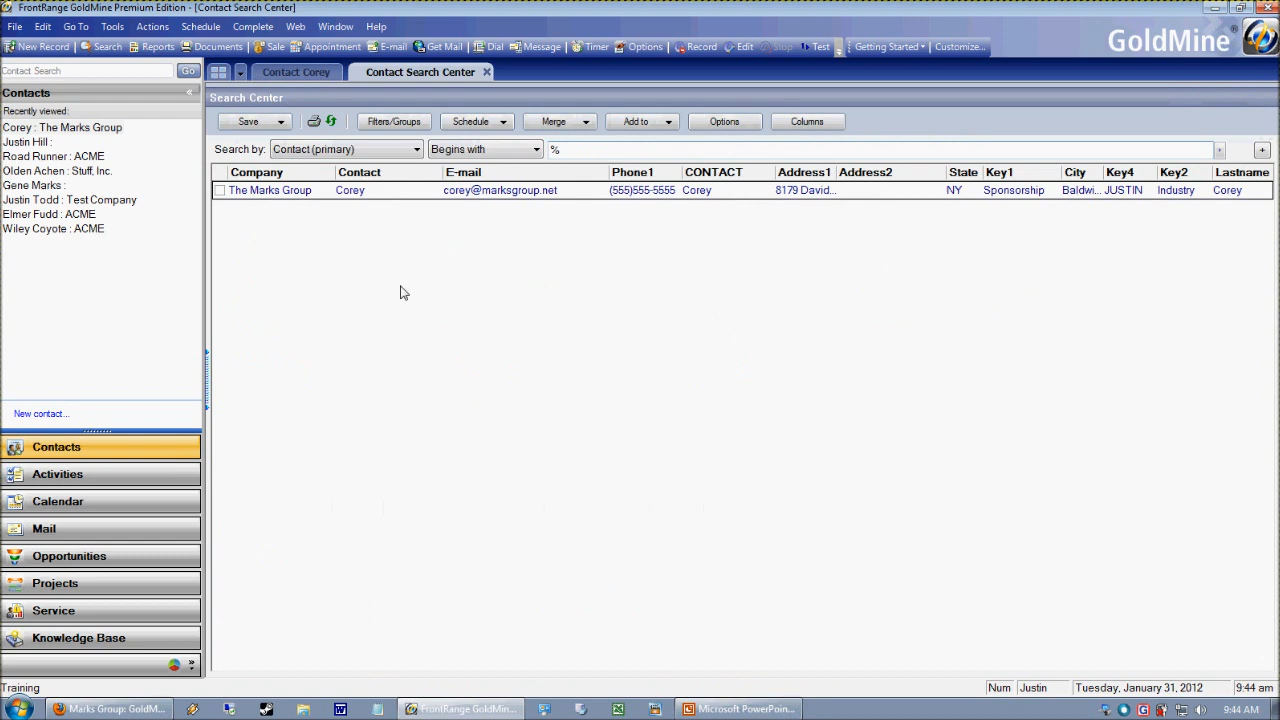 FrontRange GoldMine Premium Edition - [Contact Search Center]
File Edit Go To Tools Actions Schedule Complete Web Window Help
New Record Search Reports Documents Sale Appointment E-mail Get Mail Dial Message Timer Options Record Edit Stop Test Getting Started Customize...
GoldMine
Contact Search Go
Contact Corey Contact Search Center
Contacts
Search Center
Recently viewed:
Corey : The Marks Group
Justin Hill :
Road Runner : ACME
Olden Achen : Stuff, Inc.
Gene Marks :
Justin Todd : Test Company
Elmer Fudd : ACME
Wiley Coyote : ACME
Save Filters/Groups Schedule Merge Add to Options Columns
Search by: Contact (primary) Begins with %
Company Contact E-mail Phone1 CONTACT Address1 Address2 State Key1 City Key4 Key2 Lastname
The Marks Group Corey corey@marksgroup.net (555)555-5555 Corey 8179 David... NY Sponsorship Baldwi... JUSTIN Industry Corey
New contact...
Contacts
Activities
Calendar
Mail
Opportunities
Projects
Service
Knowledge Base
Training
Num Justin Tuesday, January 31, 2012 9:44 am
Marks Group: GoldM... FrontRange GoldMin... Microsoft PowerPoin... 9:44 AM